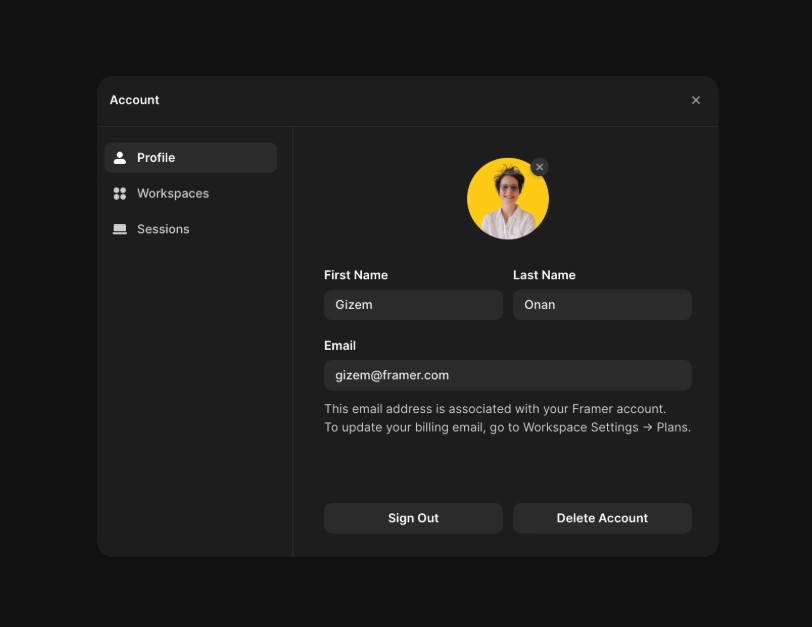 Account
Profile
Workspaces
Sessions
First Name
Last Name
Gizem
Onan
Email
gizem@framer.com
This email address is associated with your Framer account.
To update your billing email, go to Workspace Settings → Plans.
Sign Out
Delete Account